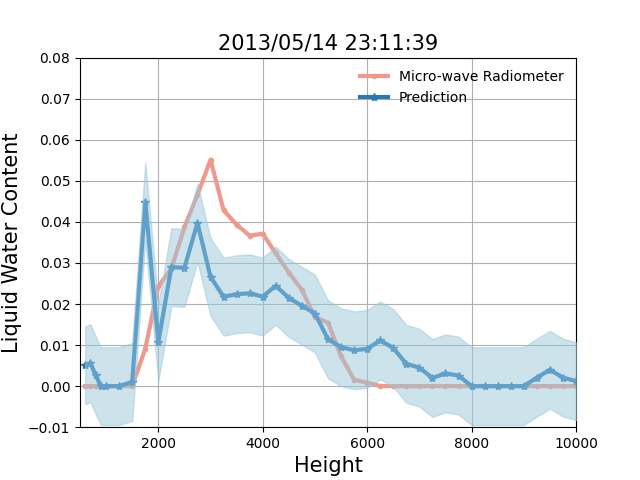 2013/05/14 23:11:39
Micro-wave Radiometer
Prediction
0.08
0.07
0.06
0.05
0.04
0.03
0.02
0.01
0.00
−0.01
Liquid Water Content
2000 4000 6000 8000 10000
Height